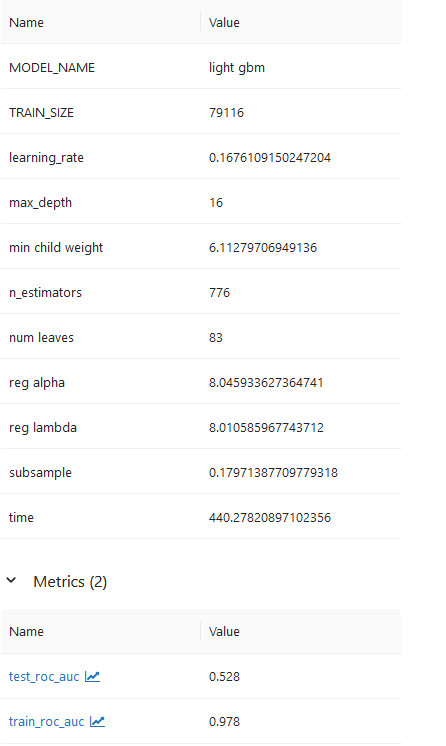 Name Value
MODEL_NAME light gbm
TRAIN_SIZE 79116
learning_rate 0.1676109150247204
max_depth 16
min child weight 6.11279706949136
n_estimators 776
num leaves 83
reg alpha 8.045933627364741
reg lambda 8.010585967743712
subsample 0.17971387709779318
time 440.27820897102356
Metrics (2)
Name Value
test_roc_auc 0.528
train_roc_auc 0.978